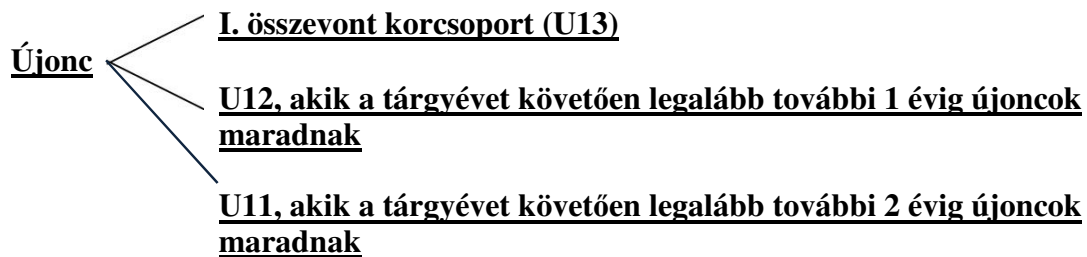 I. összevont korcsoport (U13)
Újonc
U12, akik a tárgyévet követően legalább további 1 évig újoncok
maradnak
U11, akik a tárgyévet követően legalább további 2 évig újoncok
maradnak